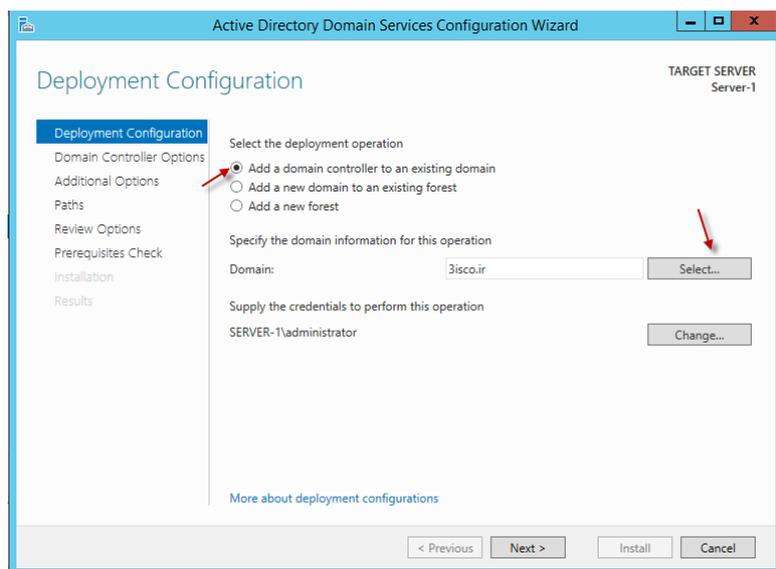 Active Directory Domain Services Configuration Wizard
Deployment Configuration
TARGET SERVER
Server-1
Deployment Configuration
Domain Controller Options
Additional Options
Paths
Review Options
Prerequisites Check
Installation
Results
Select the deployment operation
Add a domain controller to an existing domain
Add a new domain to an existing forest
Add a new forest
Specify the domain information for this operation
Domain:
3isco.ir
Select...
Supply the credentials to perform this operation
SERVER-1\administrator
Change...
More about deployment configurations
< Previous
Next >
Install
Cancel